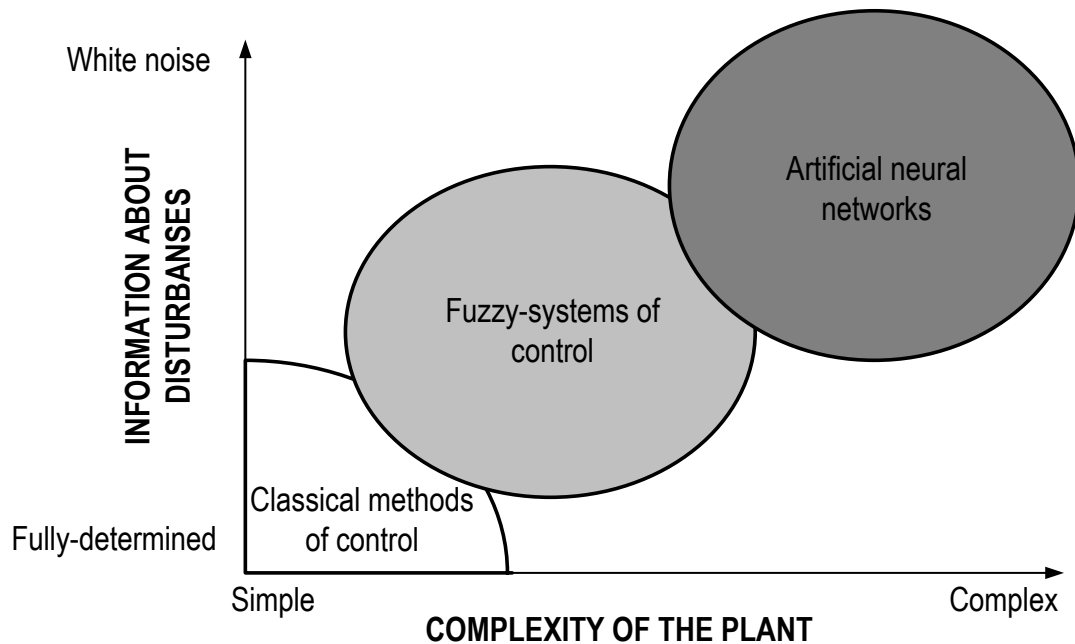 White noise
INFORMATION ABOUT
DISTURBANSES
Artificial neural
networks
Fuzzy-systems of
control
Classical methods
of control
Fully-determined
Simple
Complex
COMPLEXITY OF THE PLANT